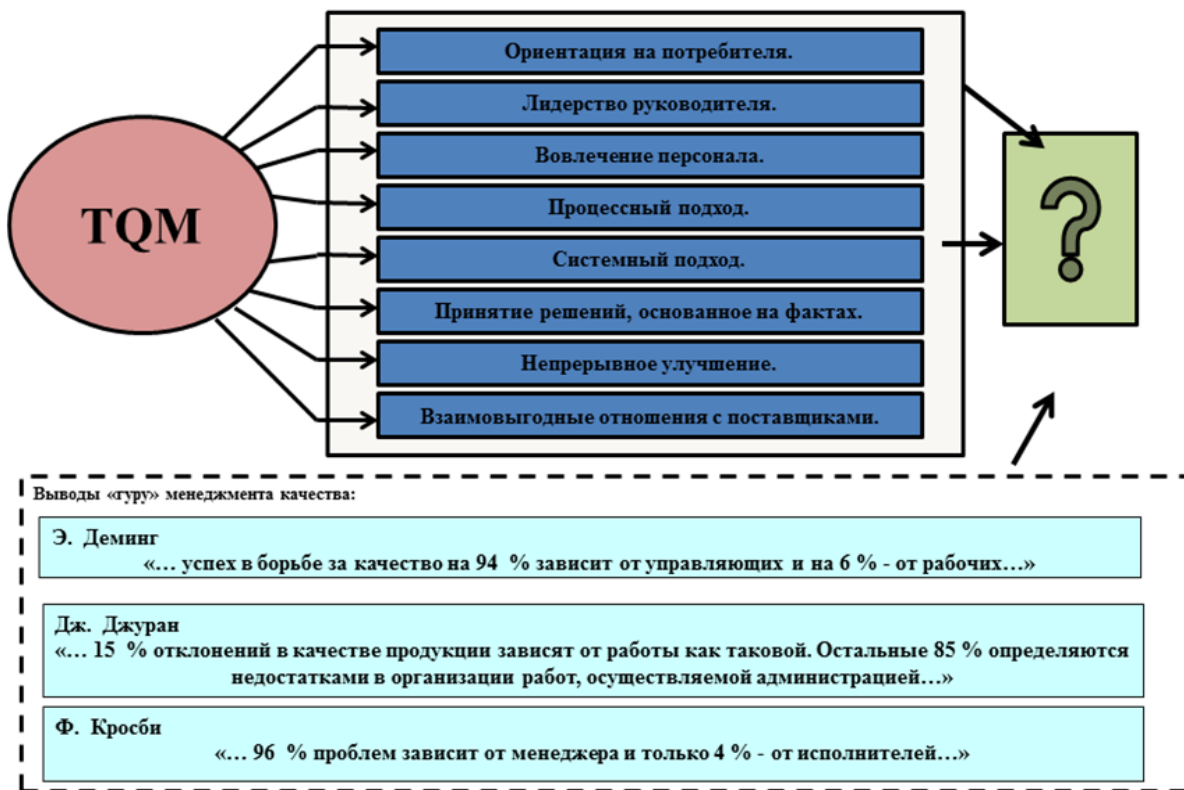 TQM
Ориентация на потребителя.
Лидерство руководителя.
Вовлечение персонала.
Процессный подход.
Системный подход.
Принятие решений, основанное на фактах.
Непрерывное улучшение.
Взаимовыгодные отношения с поставщиками.
?
Выводы «гуру» менеджмента качества:
Э. Деминг
«... успех в борьбе за качество на 94 % зависит от управляющих и на 6 % - от рабочих...»
Дж. Джуран
«... 15 % отклонений в качестве продукции зависят от работы как таковой. Остальные 85 % определяются
недостатками в организации работ, осуществляемой администрацией...»
Ф. Кросби
«... 96 % проблем зависит от менеджера и только 4 % - от исполнителей...»